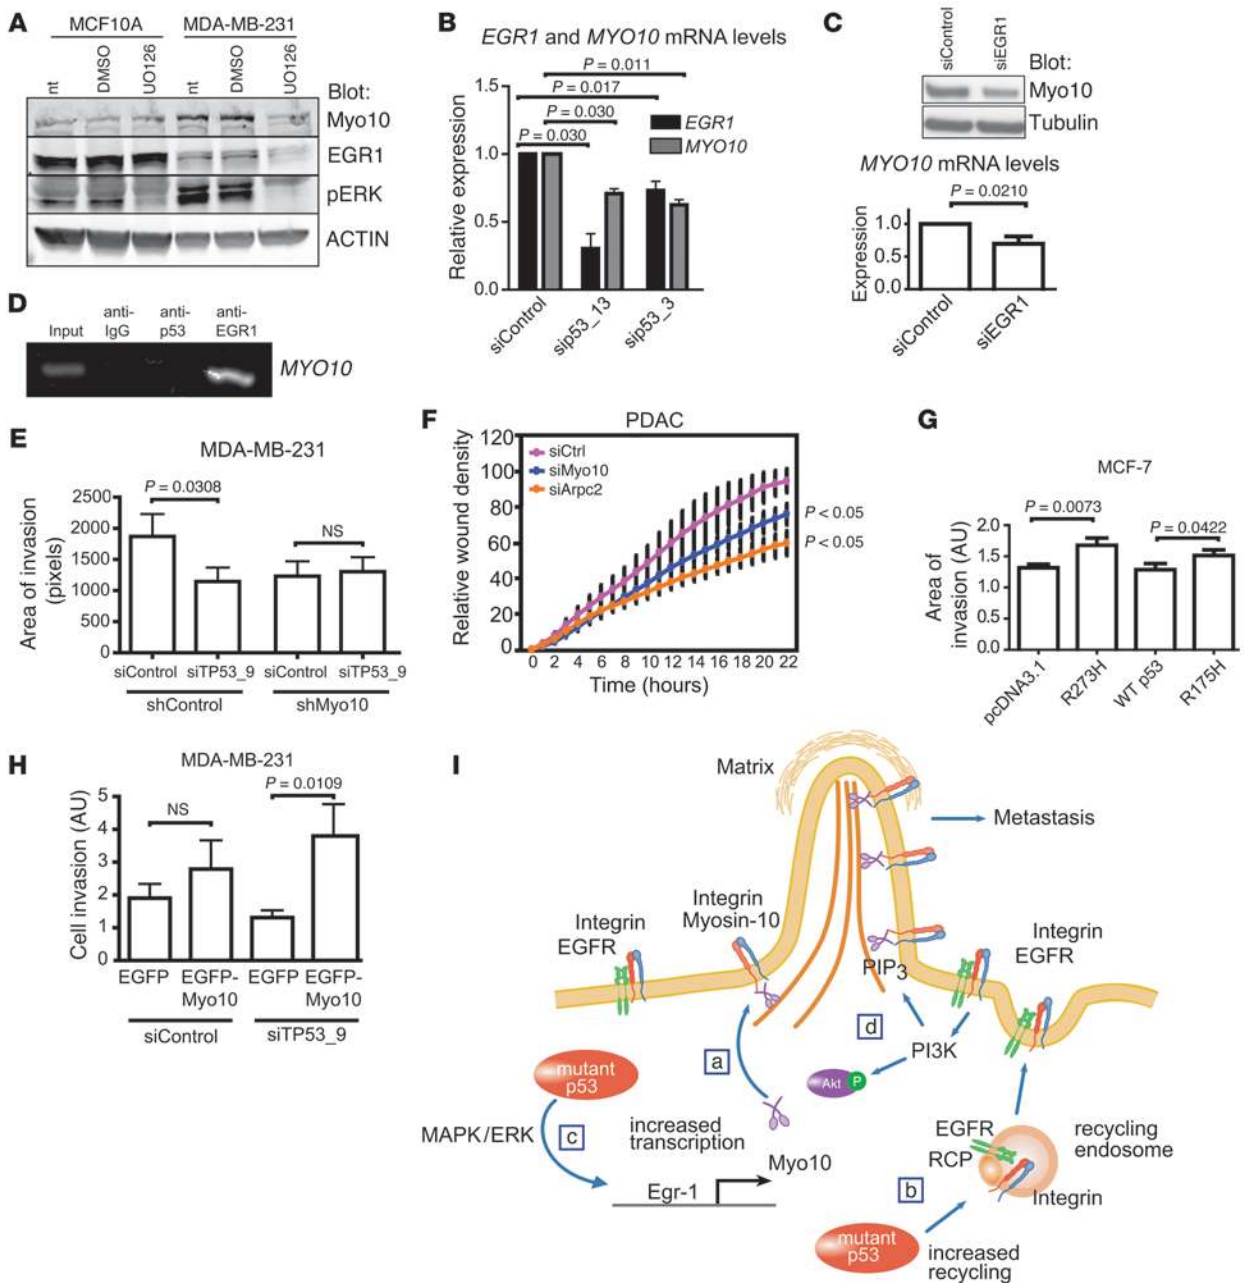 A
MCF10A MDA-MB-231
nt DMSO UO126 nt DMSO UO126
Blot:
Myo10
EGR1
pERK
ACTIN
B
EGR1 and MYO10 mRNA levels
P = 0.011
P = 0.017
P = 0.030
P = 0.030
EGR1
MYO10
Relative expression
1.5
1.0
0.5
0.0
siControl sip53_13 sip53_3
C
siControl siEGR1
Blot:
Myo10
Tubulin
MYO10 mRNA levels
P = 0.0210
Expression
1.0
0.5
0.0
siControl siEGR1
D
Input anti-IgG anti-p53 anti-EGR1
MYO10
E
MDA-MB-231
P = 0.0308
NS
Area of invasion
(pixels)
2500
2000
1500
1000
500
0
siControl siTP53_9 siControl siTP53_9
shControl shMyo10
F
PDAC
siCtrl
siMyo10
siArpc2
Relative wound density
120
100
80
60
40
20
0
0 2 4 6 8 10 12 14 16 18 20 22
Time (hours)
P < 0.05
P < 0.05
G
MCF-7
P = 0.0073
P = 0.0422
Area of
invasion (AU)
2.0
1.5
1.0
0.5
0.0
pcDNA3.1 R273H WT p53 R175H
H
MDA-MB-231
P = 0.0109
NS
Cell invasion (AU)
5
4
3
2
1
0
EGFP EGFP- EGFP EGFP-
Myo10 Myo10
siControl siTP53_9
I
Matrix
Metastasis
Integrin
Myosin-10
Integrin
EGFR
Integrin
EGFR
PIP3
d
PI3K
a
Akt P
mutant
p53
MAPK/ERK
c
increased
transcription
Myo10
Egr-1
EGFR
RCP
recycling
endosome
Integrin
b
mutant
p53
increased
recycling